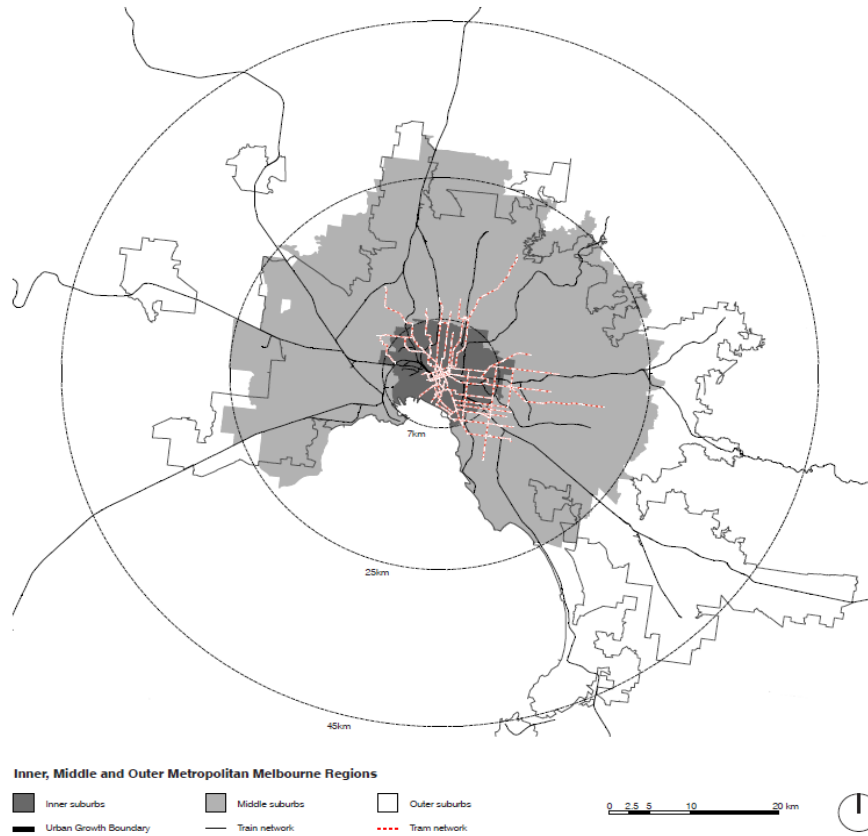 7km
25km
45km
Inner, Middle and Outer Metropolitan Melbourne Regions
Inner suburbs Middle suburbs Outer suburbs 0 2.5 5 10 20 km
Urban Growth Boundary Train network Tram network